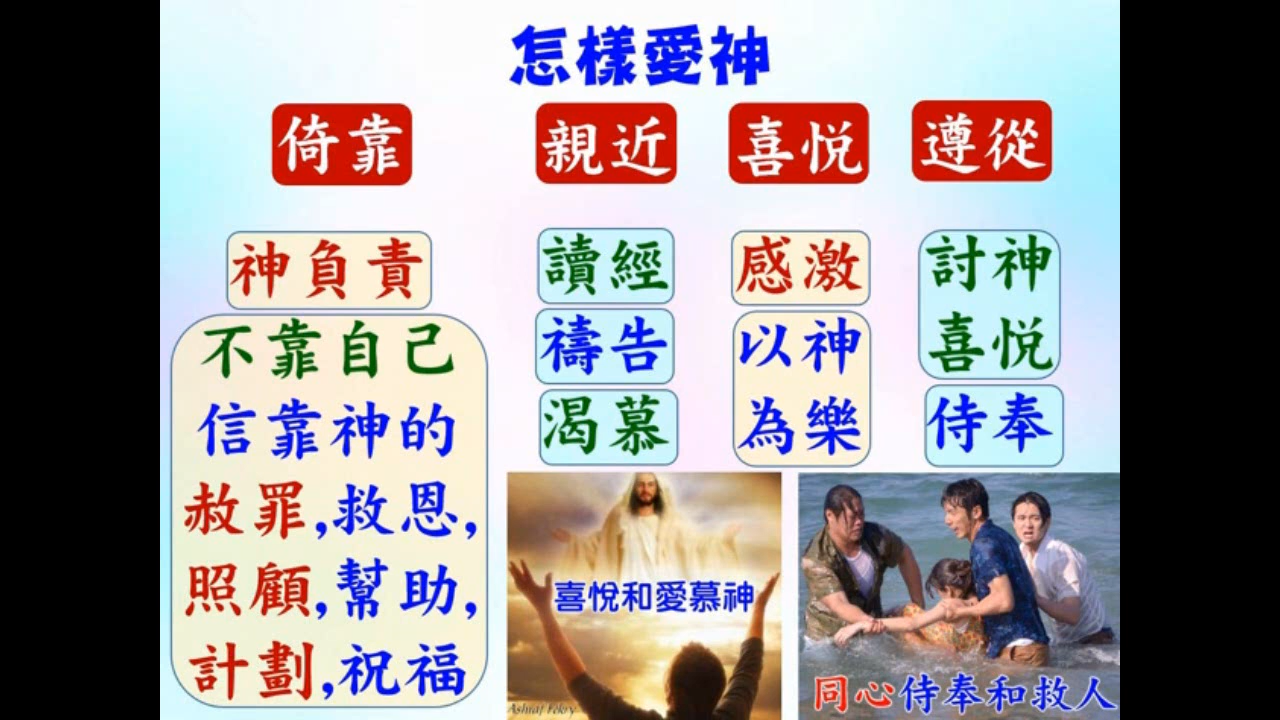 怎樣愛神
倚靠
親近
喜悅
遵從
神負責
不靠自己
信靠神的
赦罪,救恩,
照顧,幫助,
計劃,祝福
讀經
禱告
渴慕
感激
以神
為樂
討神
喜悅
侍奉
喜悅和愛慕神
Ashraf Fekry
同心侍奉和救人